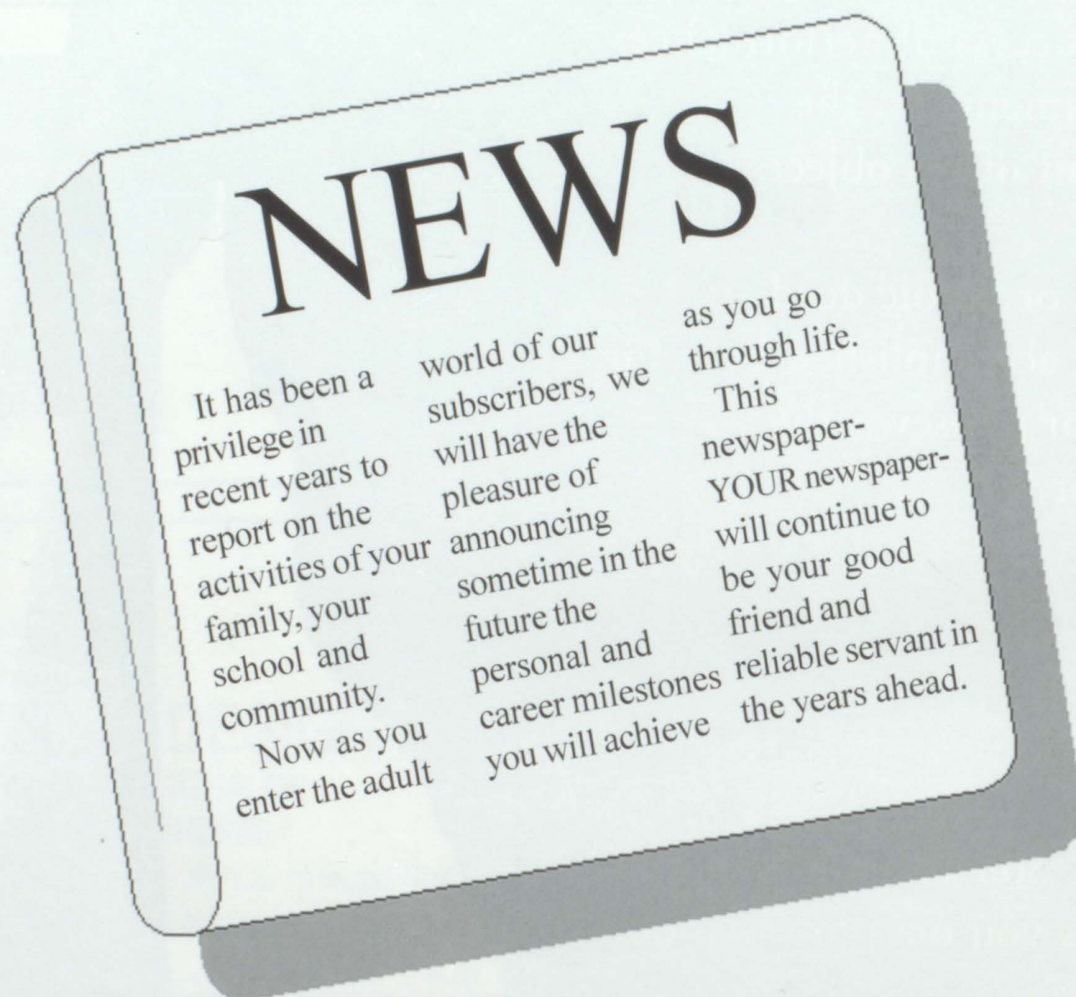 NEWS
It has been a
privilege in
recent years to
report on the
activities of your
family, your
school and
community.
Now as you
enter the adult
world of our
subscribers, we
will have the
pleasure of
announcing
sometime in the
future the
personal and
career milestones
you will achieve
as you go
through life.
This
newspaper-
YOUR newspaper-
will continue to
be your good
friend and
reliable servant in
the years ahead.